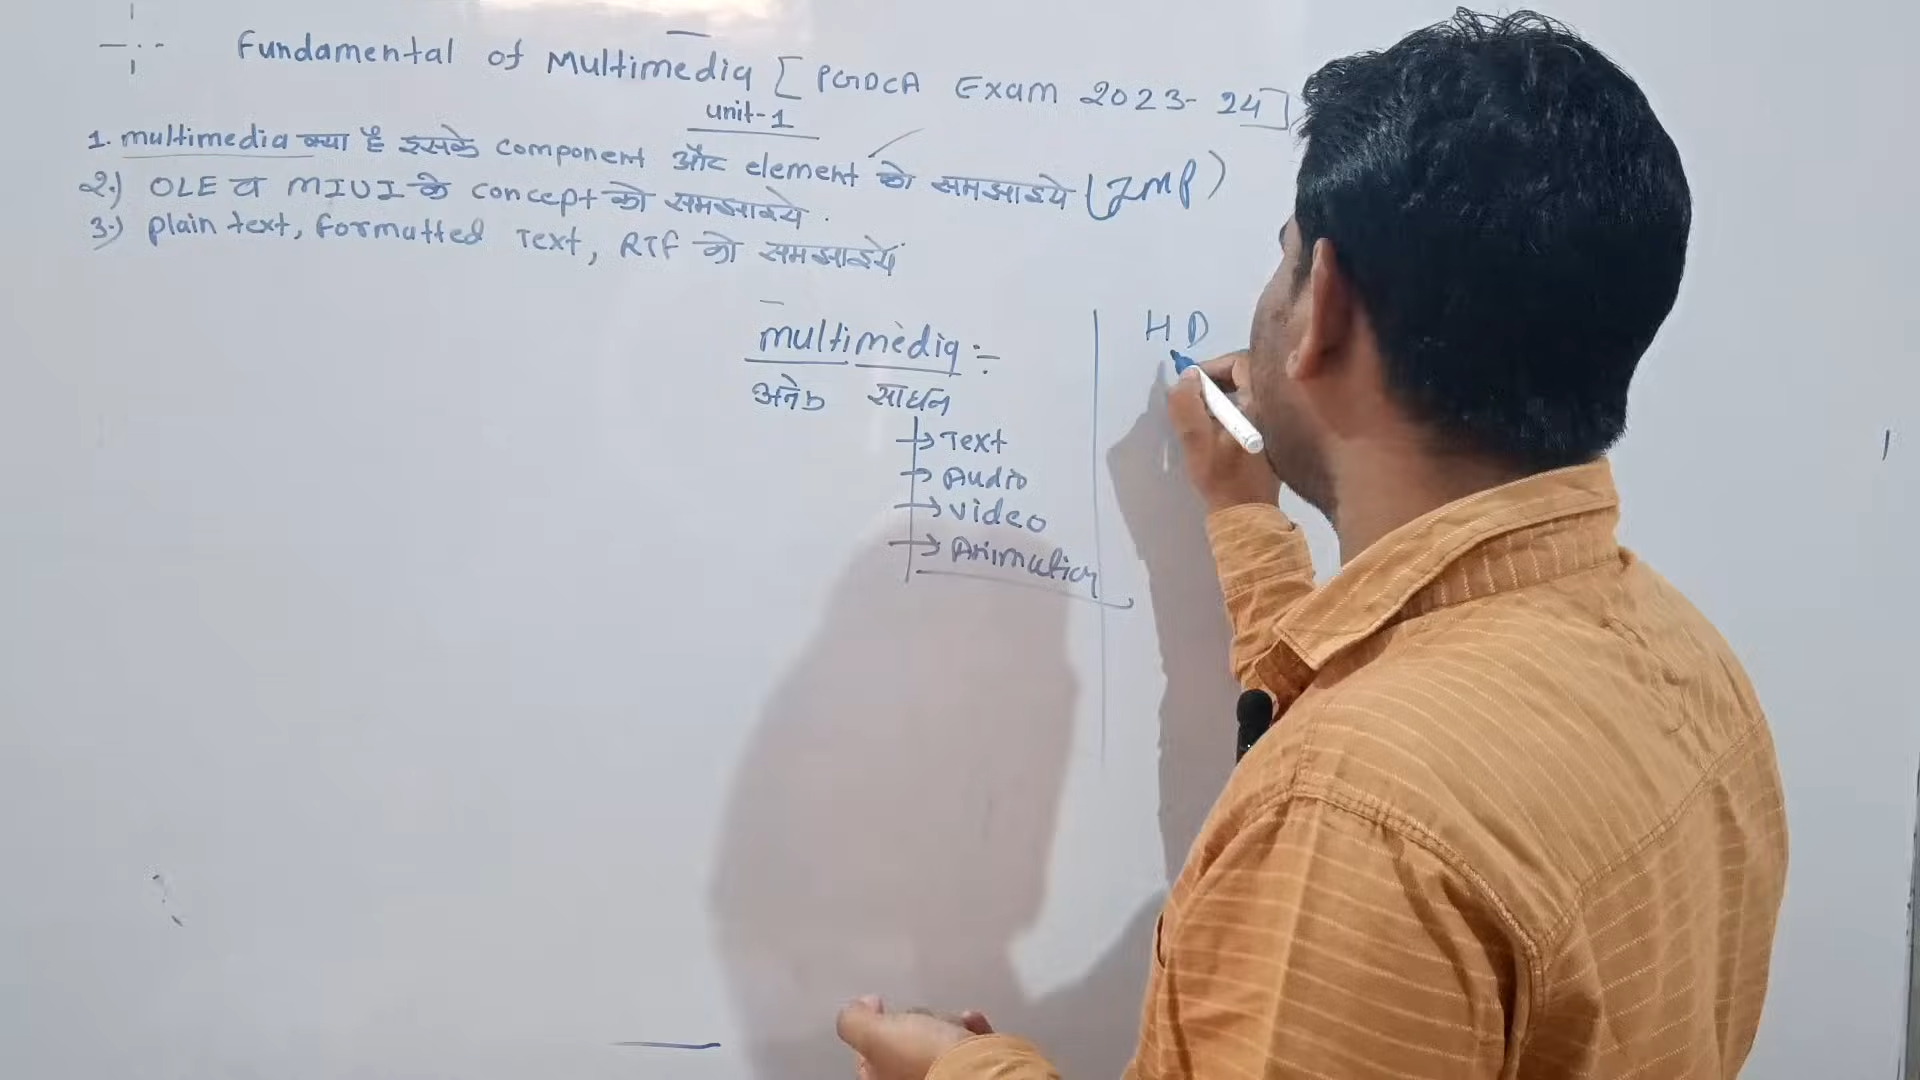 Fundamental of Multimedia [PGDCA Exam 2023-24]
unit-1
1. multimedia क्या है इसके component और element को समझाइये (IMP)
2.) OLE व MIUI के concept को समझाइये.
3.) plain text, formatted Text, RTF को समझाइयें
multimedia :-
अनेक साधन
→ Text
→ Audio
→ video
→ Animation
HD